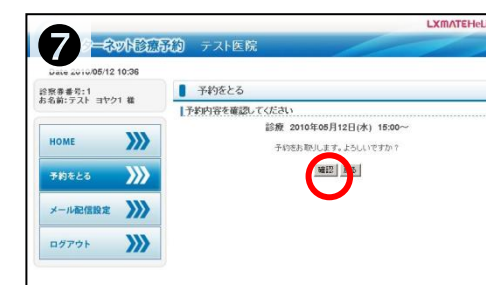 LXMATEHeL
7
ーネット診療予約 テスト医院
Date 2010/05/12 10:36
診察券番号:1
お名前:テスト ヨヤク1 様
予約をとる
予約内容を確認してください
診療 2010年05月12日(水) 15:00～
予約をお取りします。よろしいですか？
確認
HOME
予約をとる
メール配信設定
ログアウト